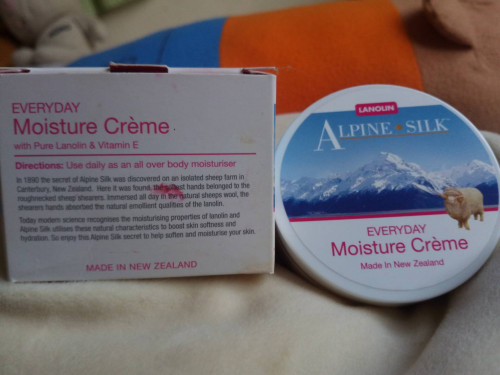 EVERYDAY
Moisture Crème
with Pure Lanolin & Vitamin E
Directions: Use daily as an all over body moisturiser
In 1890 the secret of Alpine Silk was discovered on an isolated sheep farm in
Canterbury, New Zealand. Here it was found, the softest hands belonged to the
roughnecked sheep shearers. Immersed all day in the natural sheeps wool, the
shearers hands absorbed the natural emollient qualities of the lanolin.
Today modern science recognises the moisturising properties of lanolin and
Alpine Silk utilises these natural characteristics to boost skin softness and
hydration. So enjoy this Alpine Silk secret to help soften and moisturise your skin.
MADE IN NEW ZEALAND
LANOLIN
ALPINE SILK
EVERYDAY
Moisture Crème
Made In New Zealand